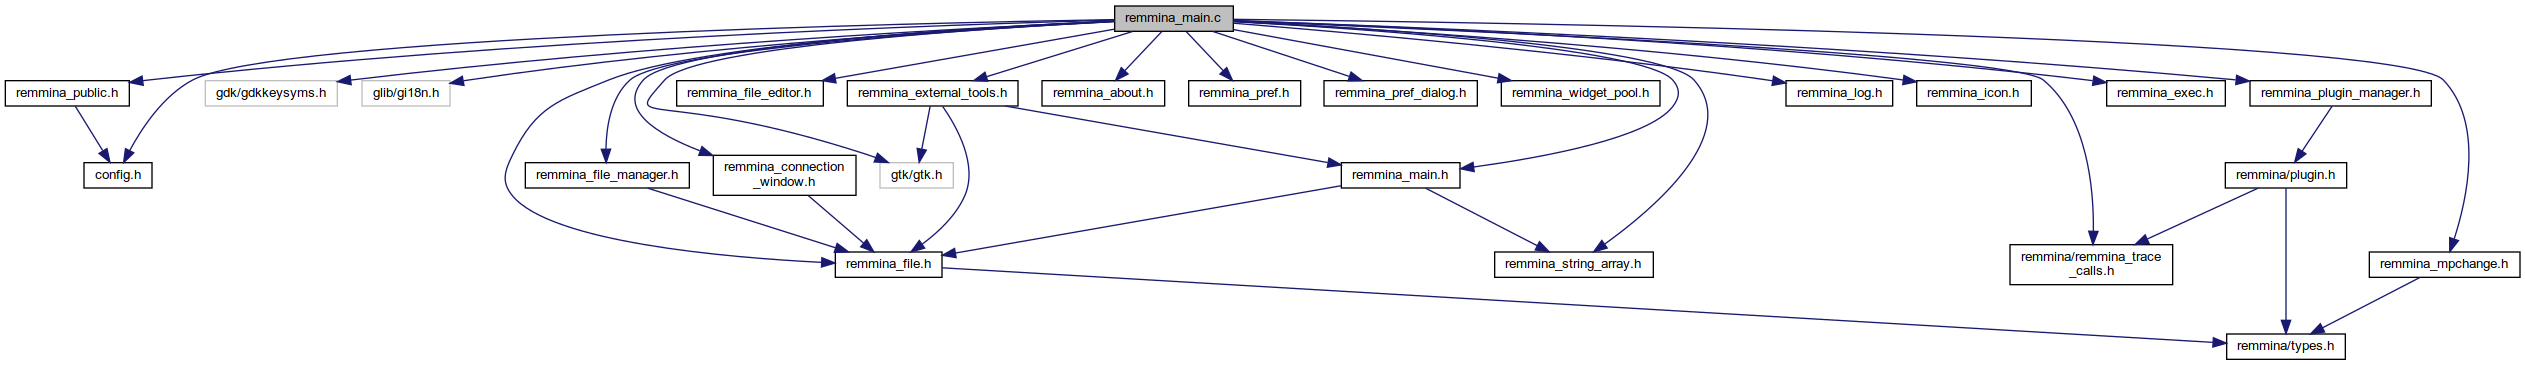 remmina_main.c
remmina_public.h
gdk/gdkkeysyms.h
glib/gi18n.h
remmina_file_editor.h
remmina_external_tools.h
remmina_about.h
remmina_pref.h
remmina_pref_dialog.h
remmina_widget_pool.h
remmina_log.h
remmina_icon.h
remmina_exec.h
remmina_plugin_manager.h
config.h
remmina_file_manager.h
remmina_connection
_window.h
gtk/gtk.h
remmina_main.h
remmina/plugin.h
remmina_file.h
remmina_string_array.h
remmina/remmina_trace
_calls.h
remmina_mpchange.h
remmina/types.h